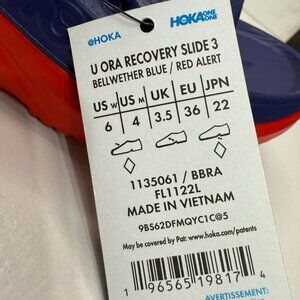 @HOKA
HOKA ONE ONE
U ORA RECOVERY SLIDE 3
BELLWETHER BLUE / RED ALERT
US W US M UK EU JPN
6 4 3.5 36 22
1135061 / BBRA
FL1122L
MADE IN VIETNAM
9BS62DFMQYC1C@5
May be covered by Pat: www.hoka.com/patents
1 96565 19817 4
AVERTISSEMENT: